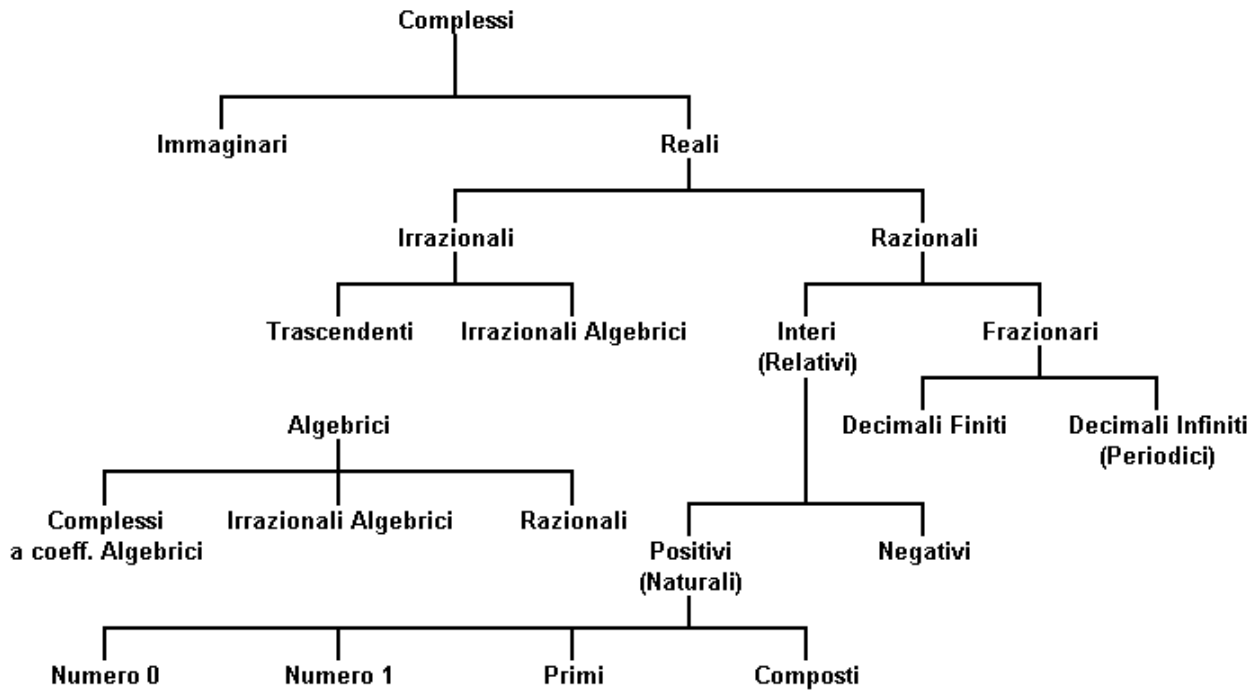 Complessi
Immaginari
Reali
Irrazionali
Razionali
Trascendenti
Irrazionali Algebrici
Interi
(Relativi)
Frazionari
Decimali Finiti
Decimali Infiniti
(Periodici)
Algebrici
Complessi
a coeff. Algebrici
Irrazionali Algebrici
Razionali
Positivi
(Naturali)
Negativi
Numero 0
Numero 1
Primi
Composti